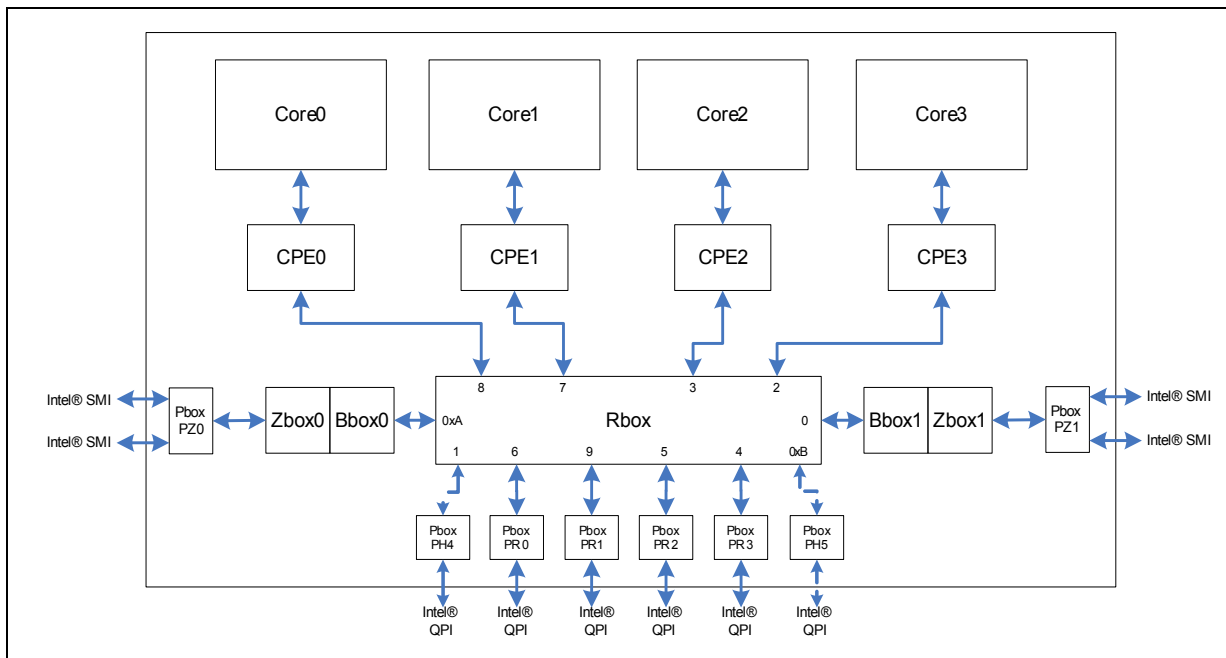 Core0
Core1
Core2
Core3
CPE0
CPE1
CPE2
CPE3
8
7
3
2
Intel® SMI
Intel® SMI
Pbox
PZ0
Zbox0
Bbox0
0xA
Rbox
0
Bbox1
Zbox1
Pbox
PZ1
Intel® SMI
Intel® SMI
1
6
9
5
4
0xB
Pbox
PH4
Pbox
PR0
Pbox
PR1
Pbox
PR2
Pbox
PR3
Pbox
PH5
Intel®
QPI
Intel®
QPI
Intel®
QPI
Intel®
QPI
Intel®
QPI
Intel®
QPI